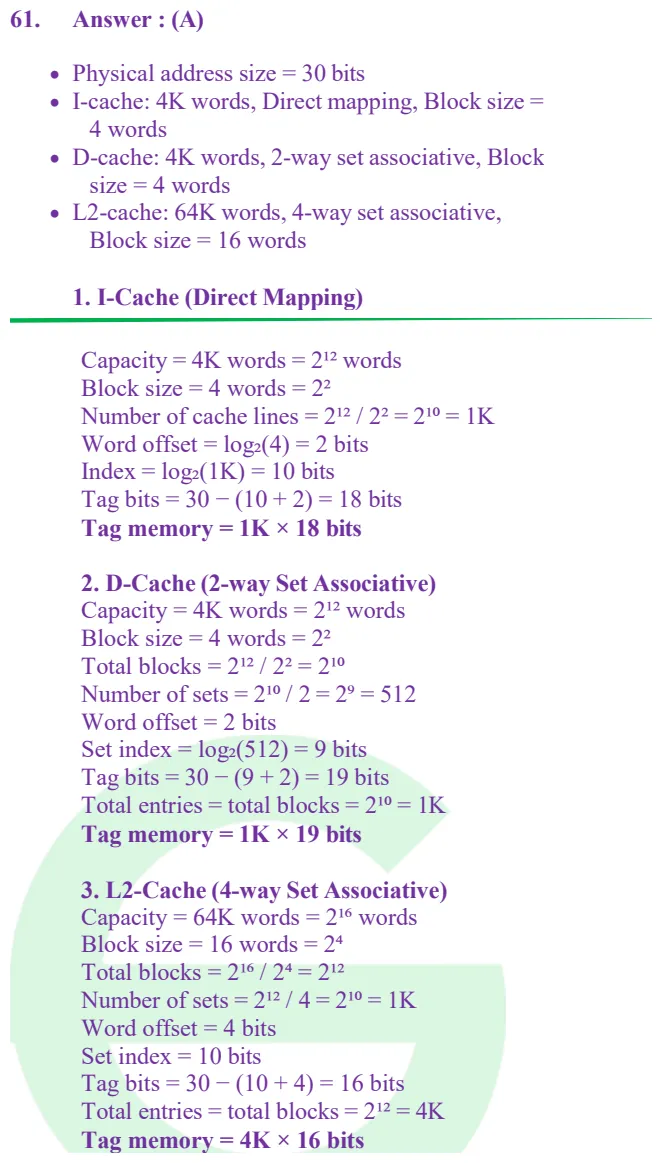 61. Answer : (A)
• Physical address size = 30 bits
• I-cache: 4K words, Direct mapping, Block size =
4 words
• D-cache: 4K words, 2-way set associative, Block
size = 4 words
• L2-cache: 64K words, 4-way set associative,
Block size = 16 words
1. I-Cache (Direct Mapping)
Capacity = 4K words = 2¹² words
Block size = 4 words = 2²
Number of cache lines = 2¹² / 2² = 2¹⁰ = 1K
Word offset = log₂(4) = 2 bits
Index = log₂(1K) = 10 bits
Tag bits = 30 − (10 + 2) = 18 bits
Tag memory = 1K × 18 bits
2. D-Cache (2-way Set Associative)
Capacity = 4K words = 2¹² words
Block size = 4 words = 2²
Total blocks = 2¹² / 2² = 2¹⁰
Number of sets = 2¹⁰ / 2 = 2⁹ = 512
Word offset = 2 bits
Set index = log₂(512) = 9 bits
Tag bits = 30 − (9 + 2) = 19 bits
Total entries = total blocks = 2¹⁰ = 1K
Tag memory = 1K × 19 bits
3. L2-Cache (4-way Set Associative)
Capacity = 64K words = 2¹⁶ words
Block size = 16 words = 2⁴
Total blocks = 2¹⁶ / 2⁴ = 2¹²
Number of sets = 2¹² / 4 = 2¹⁰ = 1K
Word offset = 4 bits
Set index = 10 bits
Tag bits = 30 − (10 + 4) = 16 bits
Total entries = total blocks = 2¹² = 4K
Tag memory = 4K × 16 bits